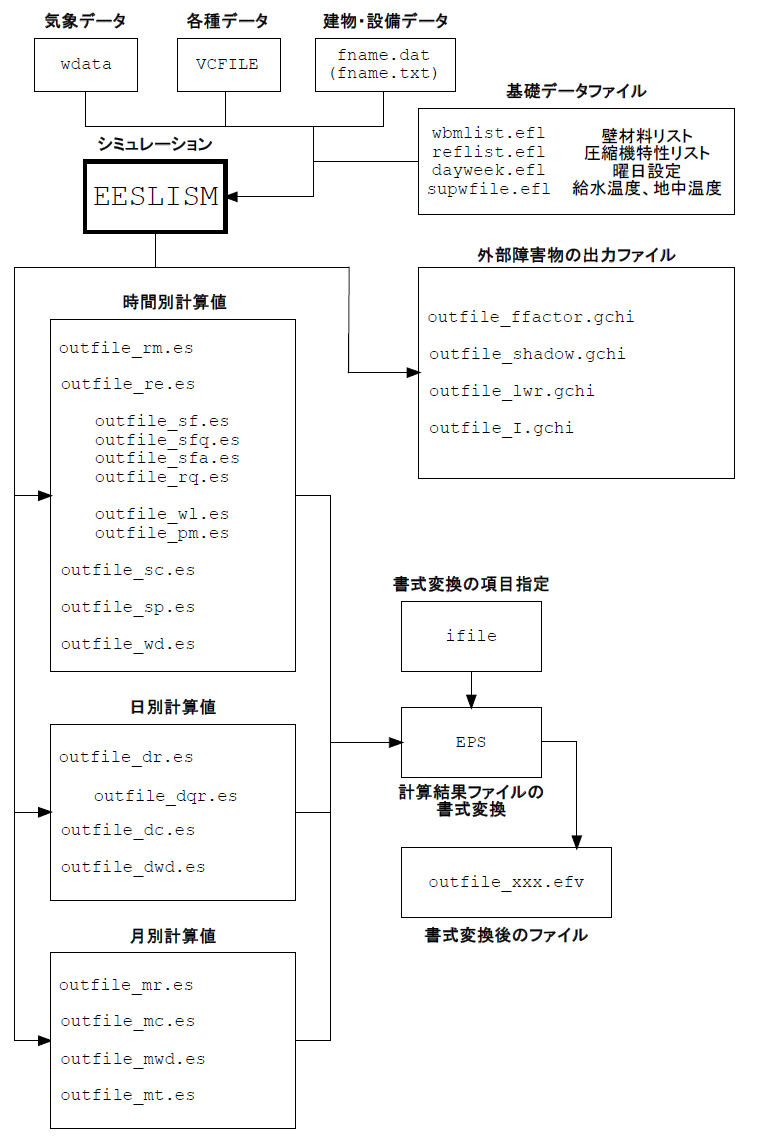 気象データ
各種データ
建物・設備データ
wdata
VCFILE
fname.dat
(fname.txt)
基礎データファイル
wbmlist.efl 壁材料リスト
reflist.efl 圧縮機特性リスト
dayweek.efl 曜日設定
supwfile.efl 給水温度、地中温度
シミュレーション
EESLISM
外部障害物の出力ファイル
outfile_ffactor.gchi
outfile_shadow.gchi
outfile_lwr.gchi
outfile_I.gchi
時間別計算値
outfile_rm.es
outfile_re.es
outfile_sf.es
outfile_sfq.es
outfile_sfa.es
outfile_rq.es
outfile_wl.es
outfile_pm.es
outfile_sc.es
outfile_sp.es
outfile_wd.es
書式変換の項目指定
ifile
EPS
計算結果ファイルの
書式変換
outfile_xxx.efv
書式変換後のファイル
日別計算値
outfile_dr.es
outfile_dqr.es
outfile_dc.es
outfile_dwd.es
月別計算値
outfile_mr.es
outfile_mc.es
outfile_mwd.es
outfile_mt.es